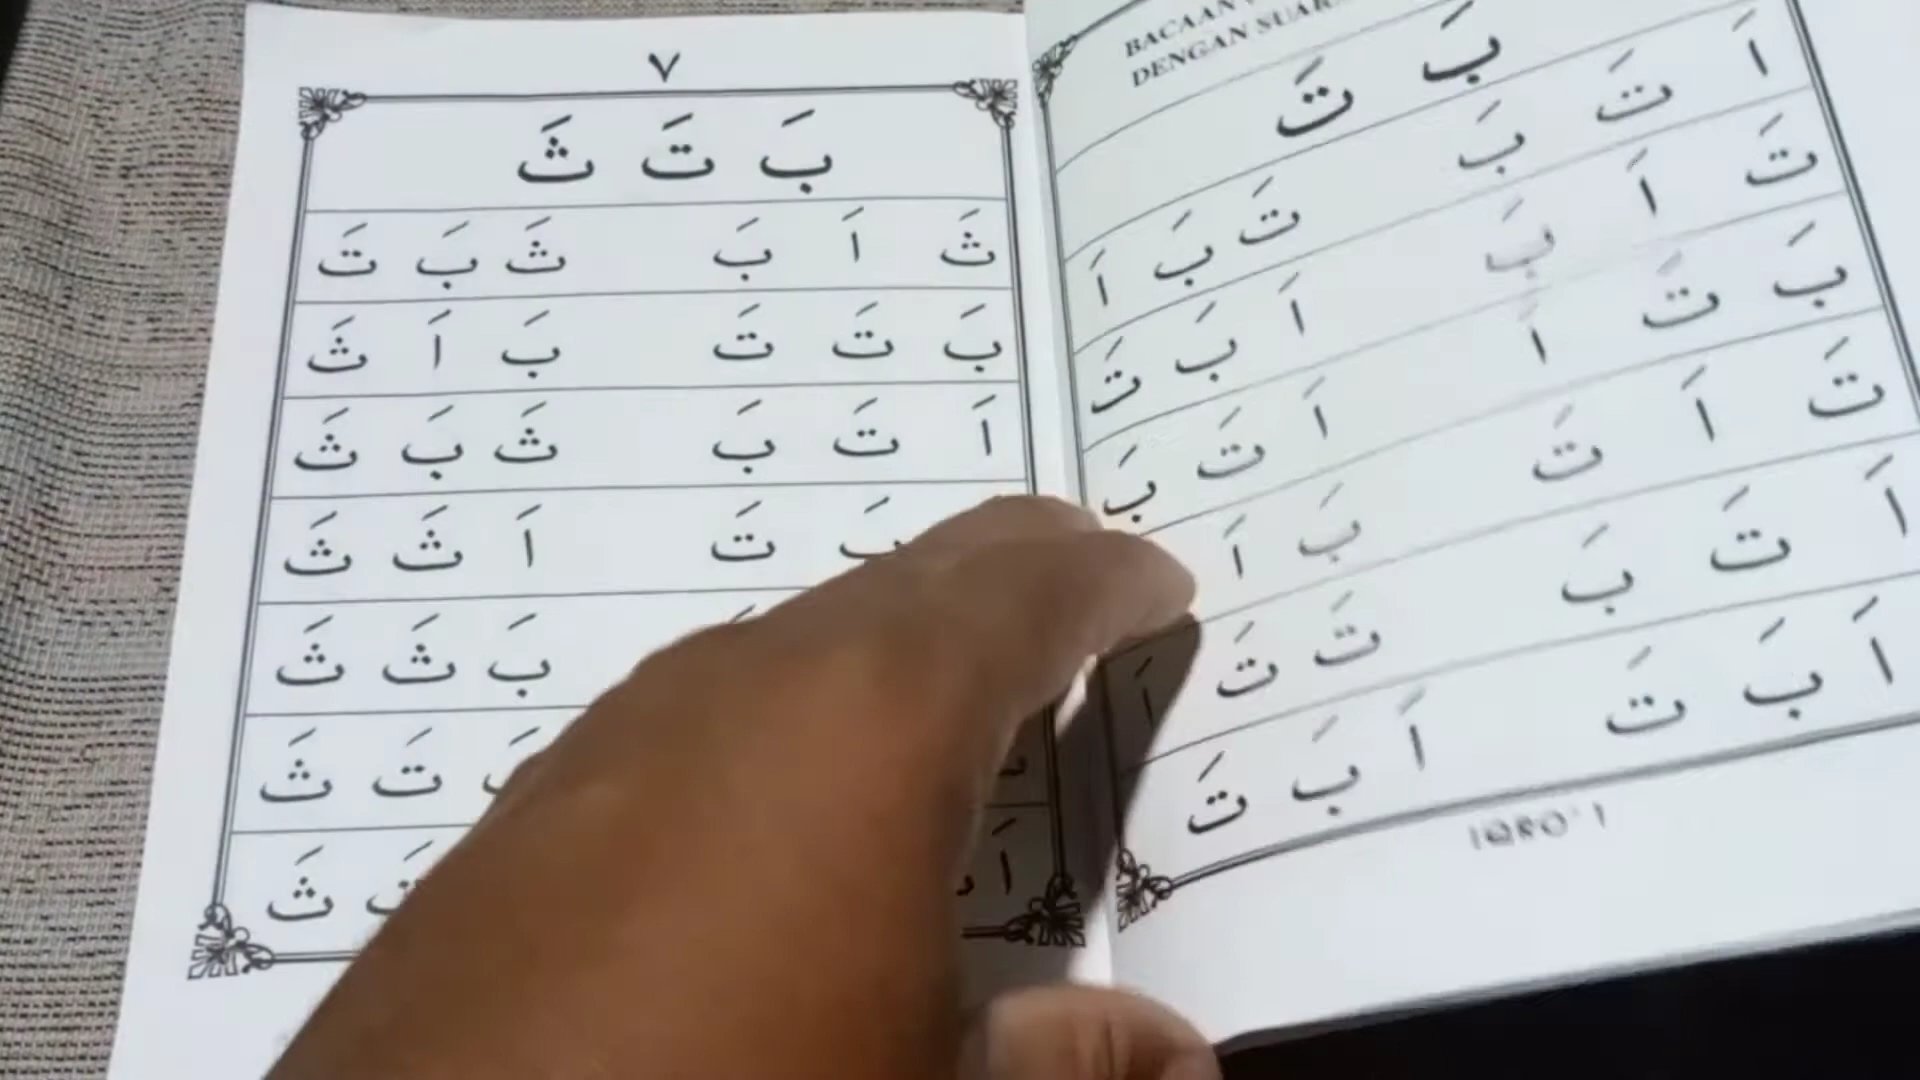 BACAAN
DENGAN SUARA
بَ تَ
اَ تَ بَ تَ بَ اَ
تَ اَ بَ اَ بَ تَ
بَ تَ اَ اَ تَ بَ
تَ اَ تَ بَ اَ
اَ تَ بَ تَ تَ اَ
اَ بَ تَ اَ بَ تَ
IQRO' 1
٧
بَ تَ ثَ
ثَ اَ بَ ثَ بَ تَ
بَ تَ تَ بَ اَ ثَ
اَ تَ بَ ثَ بَ ثَ
بَ تَ اَ ثَ ثَ
بَ ثَ ثَ
تَ ثَ
اَ ثَ